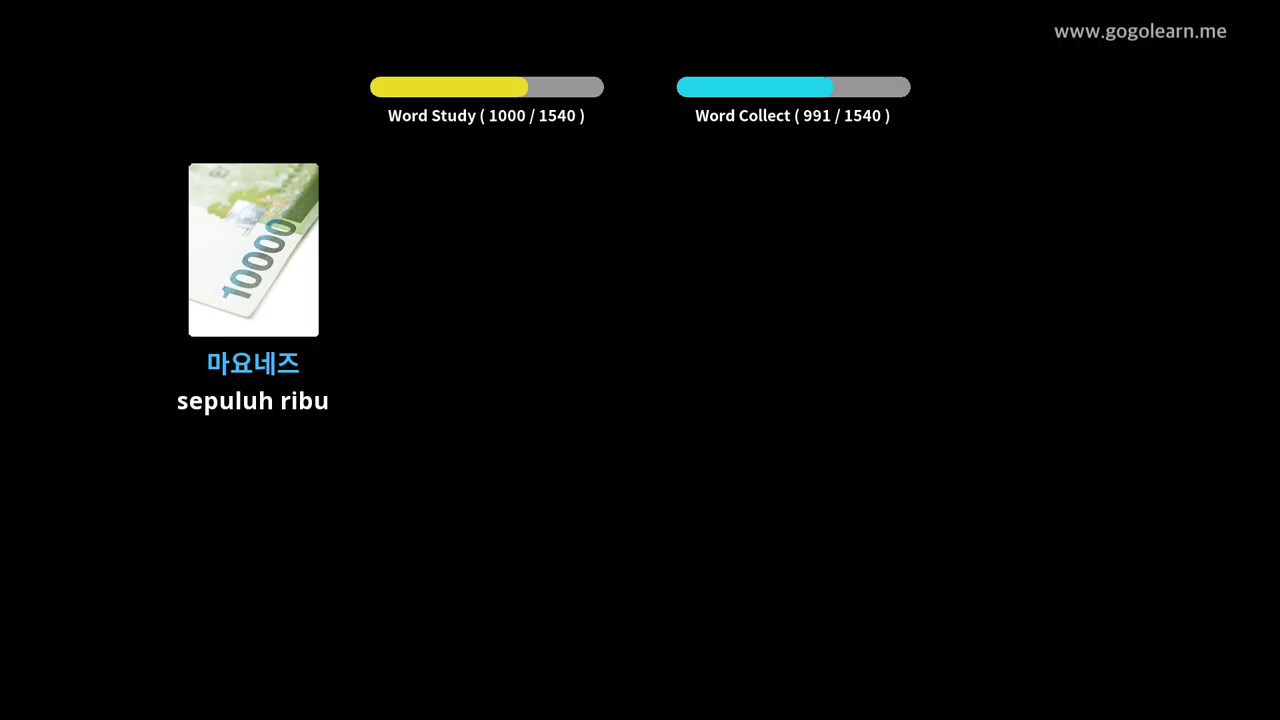 www.gogolearn.me
Word Study ( 1000 / 1540 )
Word Collect ( 991 / 1540 )
10000
마요네즈
sepuluh ribu